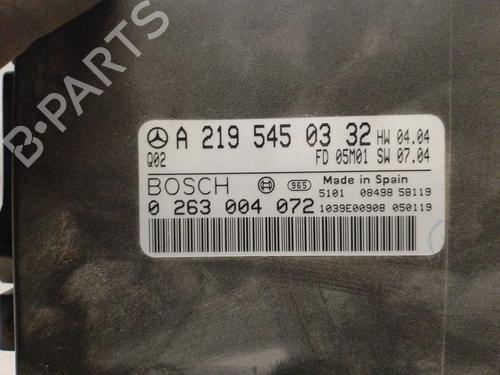 A 219 545 03 32 HW 04.04
Q02 FD 05M01 SW 07.04
BOSCH 965 Made in Spain
5101 08498 58119
0 263 004 072 1039E00908 050119
B-PARTS